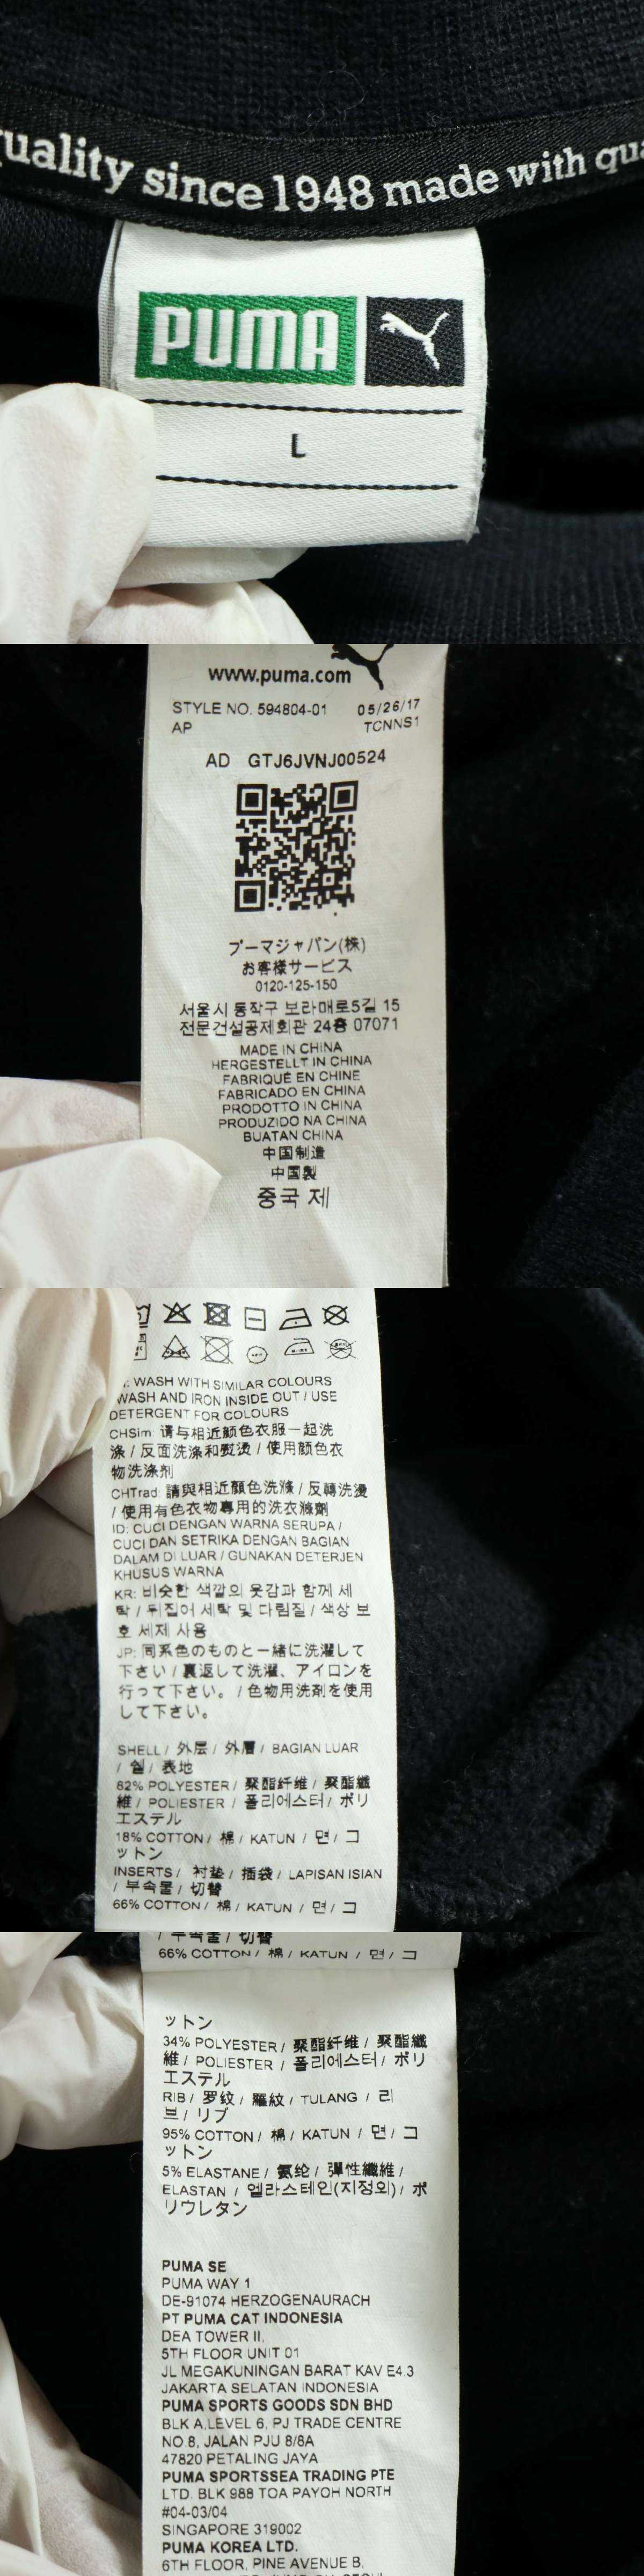 quality since 1948 made with qua
PUMA
L
www.puma.com
STYLE NO. 594804-01 05/26/17
AP TCNNS1
AD GTJ6JVNJ00524
プーマジャパン(株)
お客様サービス
0120-125-150
서울시 동작구 보라매로5길 15
전문건설공제회관 24층 07071
MADE IN CHINA
HERGESTELLT IN CHINA
FABRIQUÉ EN CHINE
FABRICADO EN CHINA
PRODOTTO IN CHINA
PRODUZIDO NA CHINA
BUATAN CHINA
中国制造
中国製
중국 제
WASH WITH SIMILAR COLOURS
WASH AND IRON INSIDE OUT / USE
DETERGENT FOR COLOURS
CHSim: 请与相近颜色衣服一起洗
涤 / 反面洗涤和熨烫 / 使用颜色衣
物洗涤剂
CHTrad: 請與相近顏色洗滌 / 反轉洗燙
/ 使用有色衣物專用的洗衣滌劑
ID: CUCI DENGAN WARNA SERUPA /
CUCI DAN SETRIKA DENGAN BAGIAN
DALAM DI LUAR / GUNAKAN DETERJEN
KHUSUS WARNA
KR: 비슷한 색깔의 옷감과 함께 세
탁 / 뒤집어 세탁 및 다림질 / 색상 보
호 세제 사용
JP: 同系色のものと一緒に洗濯して
下さい / 裏返して洗濯、アイロンを
行って下さい。 / 色物用洗剤を使用
して下さい。
SHELL / 外层 / 外層 / BAGIAN LUAR
/ 쉘 / 表地
82% POLYESTER / 聚酯纤维 / 聚酯纖
維 / POLIESTER / 폴리에스터 / ポリ
エステル
18% COTTON / 棉 / KATUN / 면 / コ
ットン
INSERTS / 衬垫 / 插袋 / LAPISAN ISIAN
/ 부속물 / 切替
66% COTTON / 棉 / KATUN / 면 / コ
/ 부속물 / 切替
66% COTTON / 棉 / KATUN / 면 / コ
ットン
34% POLYESTER / 聚酯纤维 / 聚酯纖
維 / POLIESTER / 폴리에스터 / ポリ
エステル
RIB / 罗纹 / 羅紋 / TULANG / 리
브 / リブ
95% COTTON / 棉 / KATUN / 면 / コ
ットン
5% ELASTANE / 氨纶 / 彈性纖維 /
ELASTAN / 엘라스테인(지정외) / ポ
リウレタン
PUMA SE
PUMA WAY 1
DE-91074 HERZOGENAURACH
PT PUMA CAT INDONESIA
DEA TOWER II,
5TH FLOOR UNIT 01
JL MEGAKUNINGAN BARAT KAV E4.3
JAKARTA SELATAN INDONESIA
PUMA SPORTS GOODS SDN BHD
BLK A,LEVEL 6, PJ TRADE CENTRE
NO.8, JALAN PJU 8/8A
47820 PETALING JAYA
PUMA SPORTSSEA TRADING PTE
LTD. BLK 988 TOA PAYOH NORTH
#04-03/04
SINGAPORE 319002
PUMA KOREA LTD.
6TH FLOOR, PINE AVENUE B,